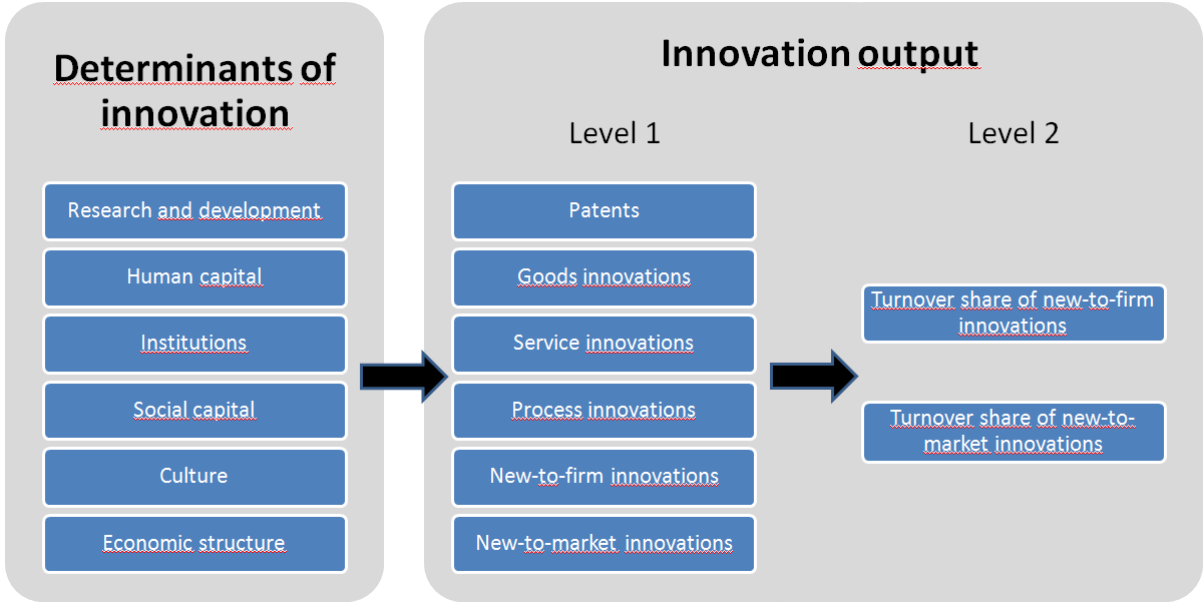 Determinants of
innovation
Research and development
Human capital
Institutions
Social capital
Culture
Economic structure
Innovation output
Level 1
Patents
Goods innovations
Service innovations
Process innovations
New-to-firm innovations
New-to-market innovations
Level 2
Turnover share of new-to-firm
innovations
Turnover share of new-to-
market innovations